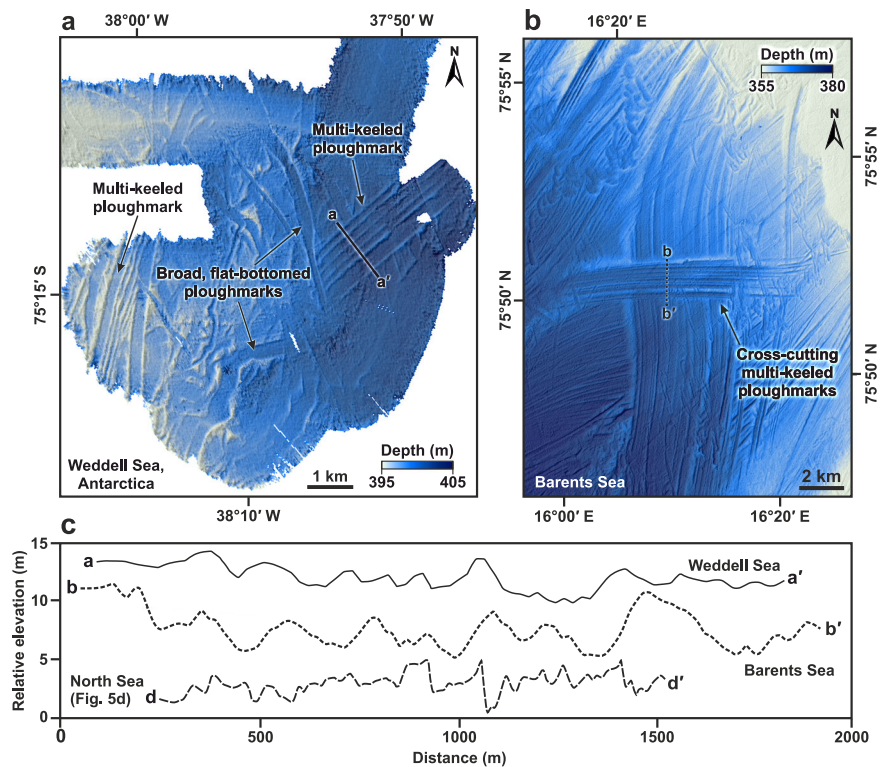 a
38°00′ W
37°50′ W
N
Multi-keeled
ploughmark
Multi-keeled
ploughmark
a
Broad, flat-bottomed
ploughmarks
a′
75°15′ S
Weddell Sea,
Antarctica
1 km
Depth (m)
395
405
38°10′ W
b
16°20′ E
Depth (m)
355
380
N
75°55′ N
75°55′ N
b
b′
75°50′ N
Cross-cutting
multi-keeled
ploughmarks
75°50′ N
Barents Sea
2 km
16°00′ E
16°20′ E
c
Relative elevation (m)
15
10
5
0
a
Weddell Sea
a′
b
b′
Barents Sea
North Sea
(Fig. 5d)
d
d′
0
500
1000
1500
2000
Distance (m)